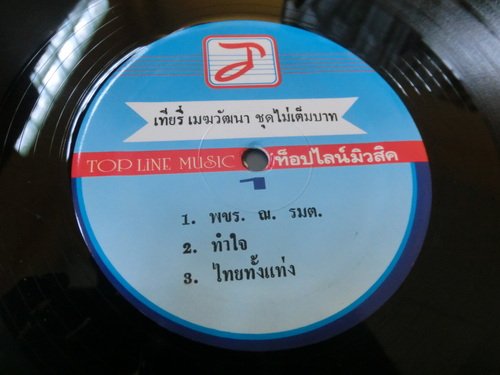 เทียรี่ เมฆวัฒนา ชุดไม่เต็มบาท
TOP LINE MUSIC ท็อปไลน์มิวสิค
1
1. พขร. ณ. รมต.
2. ทำใจ
3. ไทยทั้งแท่ง